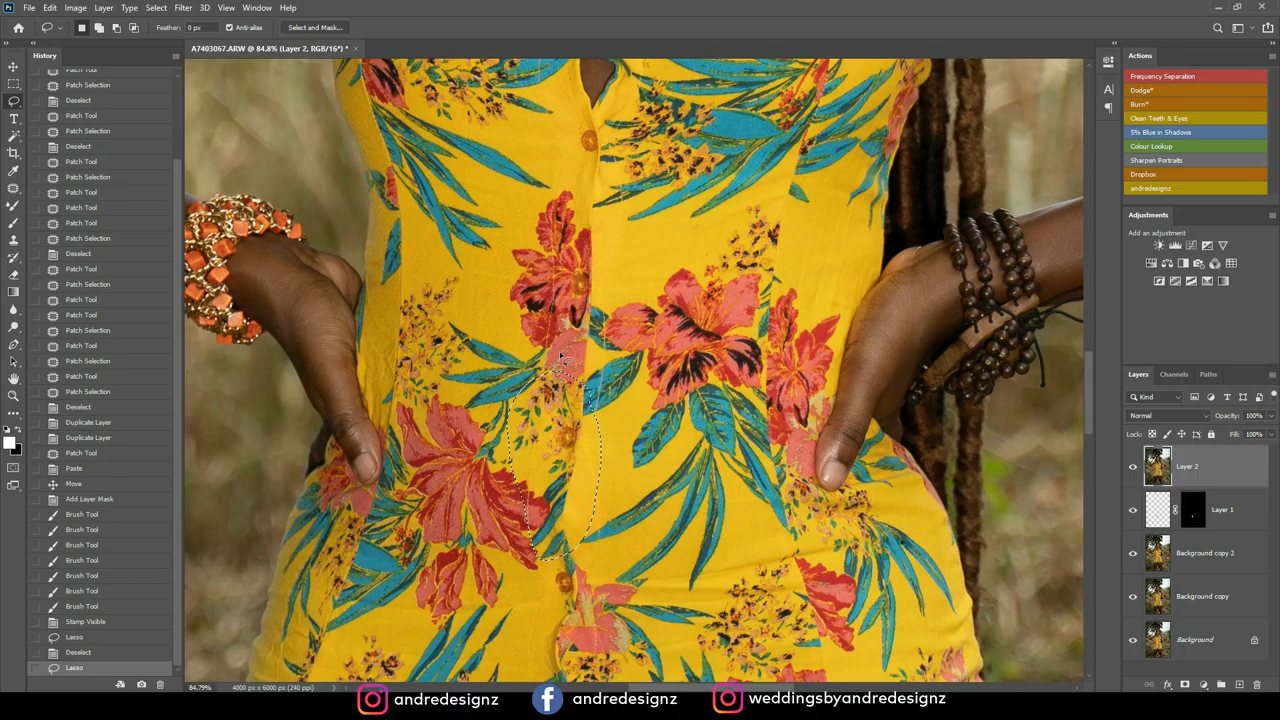 File Edit Image Layer Type Select Filter 3D View Window Help
Feather: 0 px Anti-alias Select and Mask...
A7403067.ARW @ 84.8% (Layer 2, RGB/16*) *
History
Patch Tool
Patch Selection
Deselect
Patch Tool
Patch Selection
Deselect
Patch Tool
Patch Selection
Patch Tool
Patch Selection
Patch Tool
Patch Selection
Deselect
Patch Tool
Patch Selection
Patch Tool
Patch Tool
Patch Selection
Patch Tool
Patch Selection
Patch Tool
Patch Selection
Deselect
Duplicate Layer
Duplicate Layer
Patch Tool
Paste
Move
Add Layer Mask
Brush Tool
Brush Tool
Brush Tool
Brush Tool
Brush Tool
Brush Tool
Brush Tool
Stamp Visible
Lasso
Deselect
Lasso
84.79% 4000 px x 6000 px (240 ppi)
Actions
Frequency Separation
Dodge*
Burn*
Clean Teeth & Eyes
5% Blue in Shadows
Colour Lookup
Sharpen Portraits
Dropbox
andredesignz
Adjustments
Add an adjustment
Layers Channels Paths
Kind
Normal Opacity: 100%
Lock: Fill: 100%
Layer 2
Layer 1
Background copy 2
Background copy
Background
andredesignz andredesignz weddingsbyandredesignz